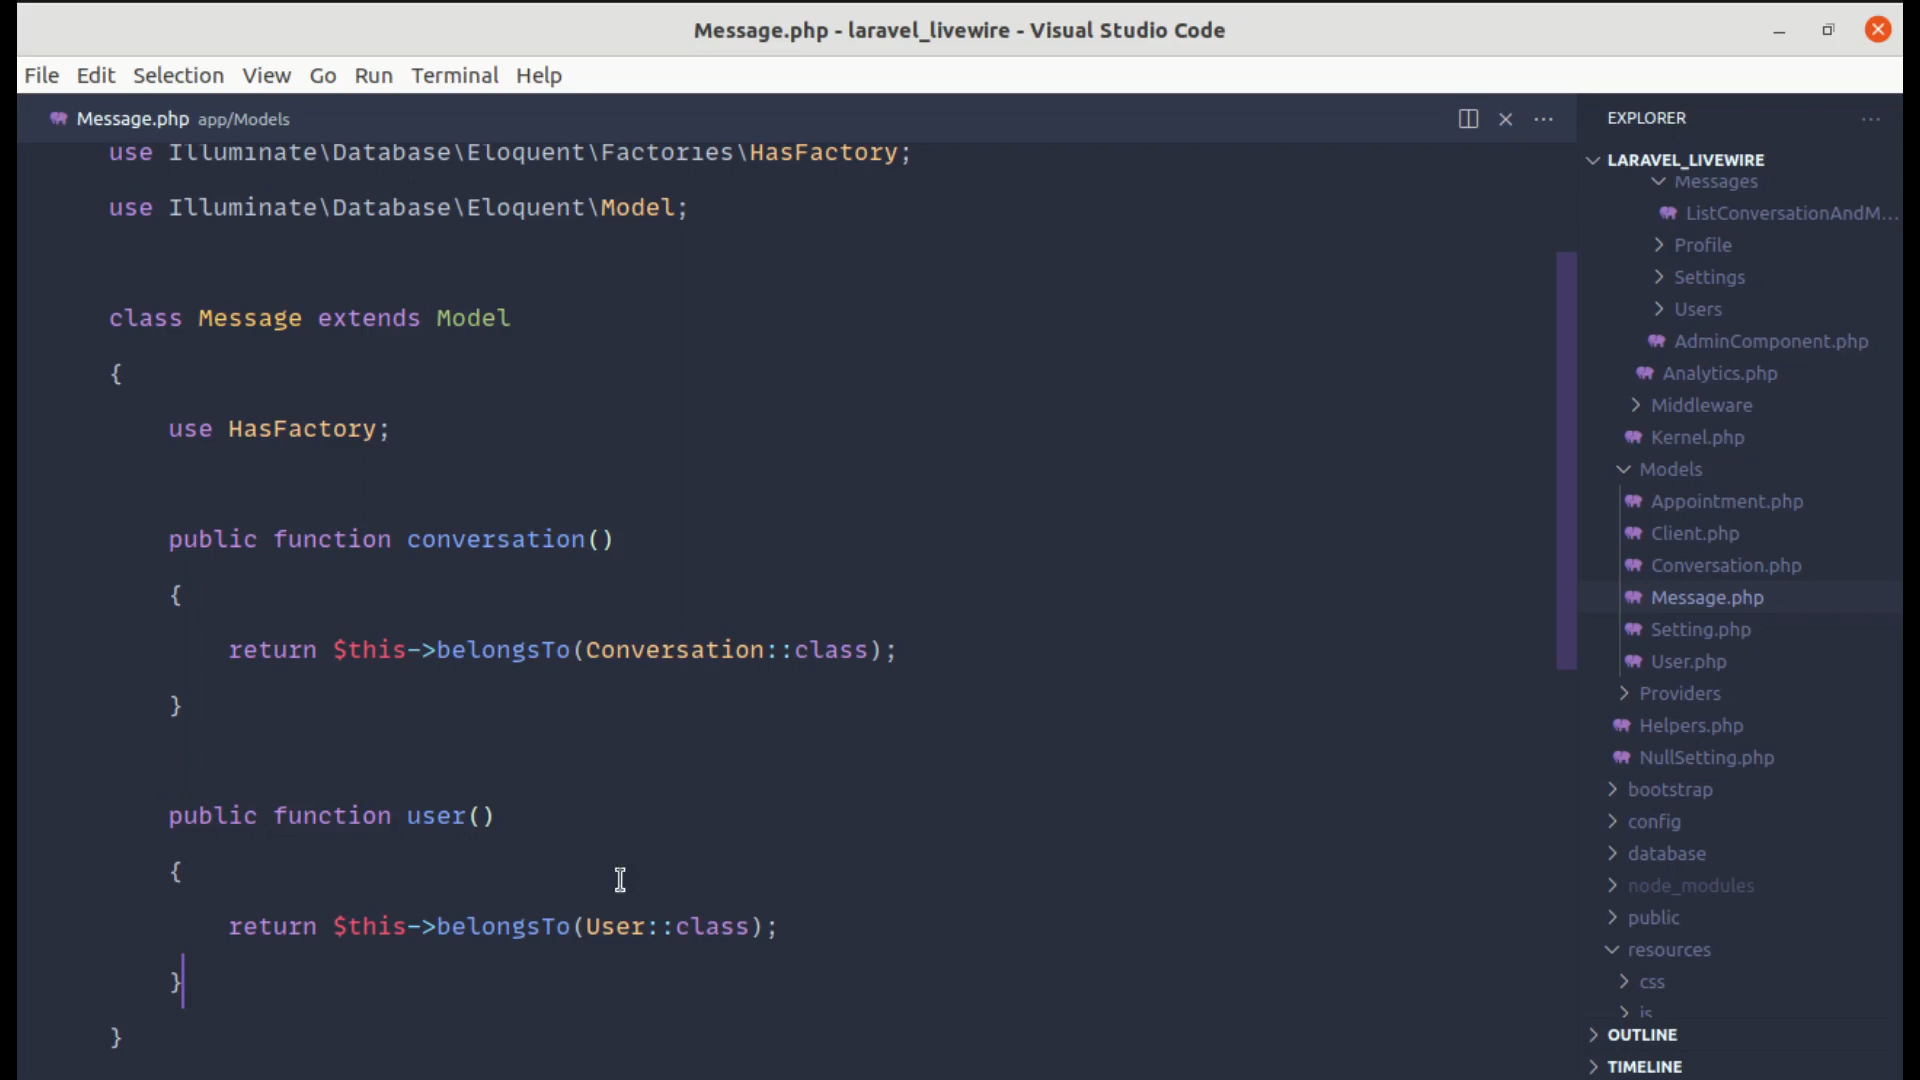 Message.php - laravel_livewire - Visual Studio Code
File Edit Selection View Go Run Terminal Help
Message.php app/Models
use Illuminate\Database\Eloquent\Factories\HasFactory;
use Illuminate\Database\Eloquent\Model;
class Message extends Model
{
use HasFactory;
public function conversation()
{
return $this->belongsTo(Conversation::class);
}
public function user()
{
return $this->belongsTo(User::class);
}
}
EXPLORER
LARAVEL_LIVEWIRE
Messages
ListConversationAndM...
Profile
Settings
Users
AdminComponent.php
Analytics.php
Middleware
Kernel.php
Models
Appointment.php
Client.php
Conversation.php
Message.php
Setting.php
User.php
Providers
Helpers.php
NullSetting.php
bootstrap
config
database
node_modules
public
resources
css
js
OUTLINE
TIMELINE